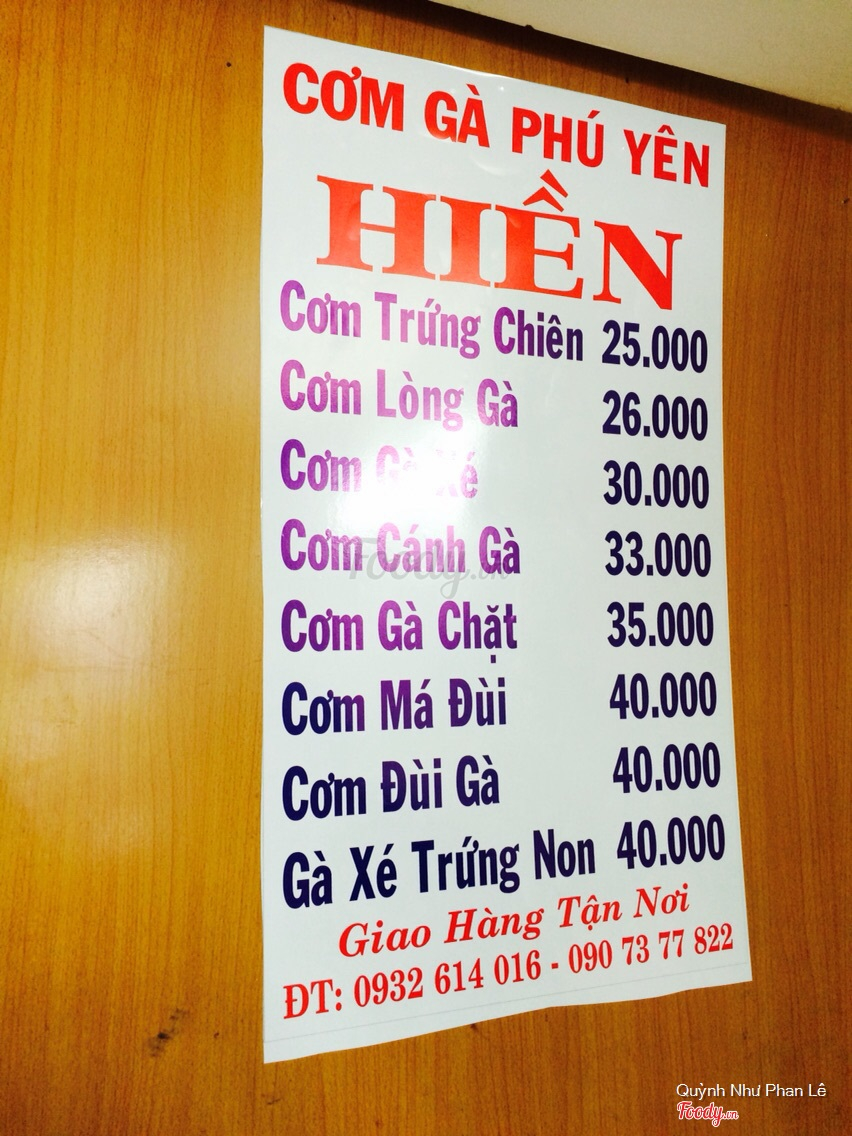 CƠM GÀ PHÚ YÊN
HIỀN
Cơm Trứng Chiên 25.000
Cơm Lòng Gà 26.000
Cơm Gà Xé 30.000
Cơm Cánh Gà 33.000
Cơm Gà Chặt 35.000
Cơm Má Đùi 40.000
Cơm Đùi Gà 40.000
Gà Xé Trứng Non 40.000
Giao Hàng Tận Nơi
ĐT: 0932 614 016 - 090 73 77 822
Foody.vn
Quỳnh Như Phan Lê
Foody.vn